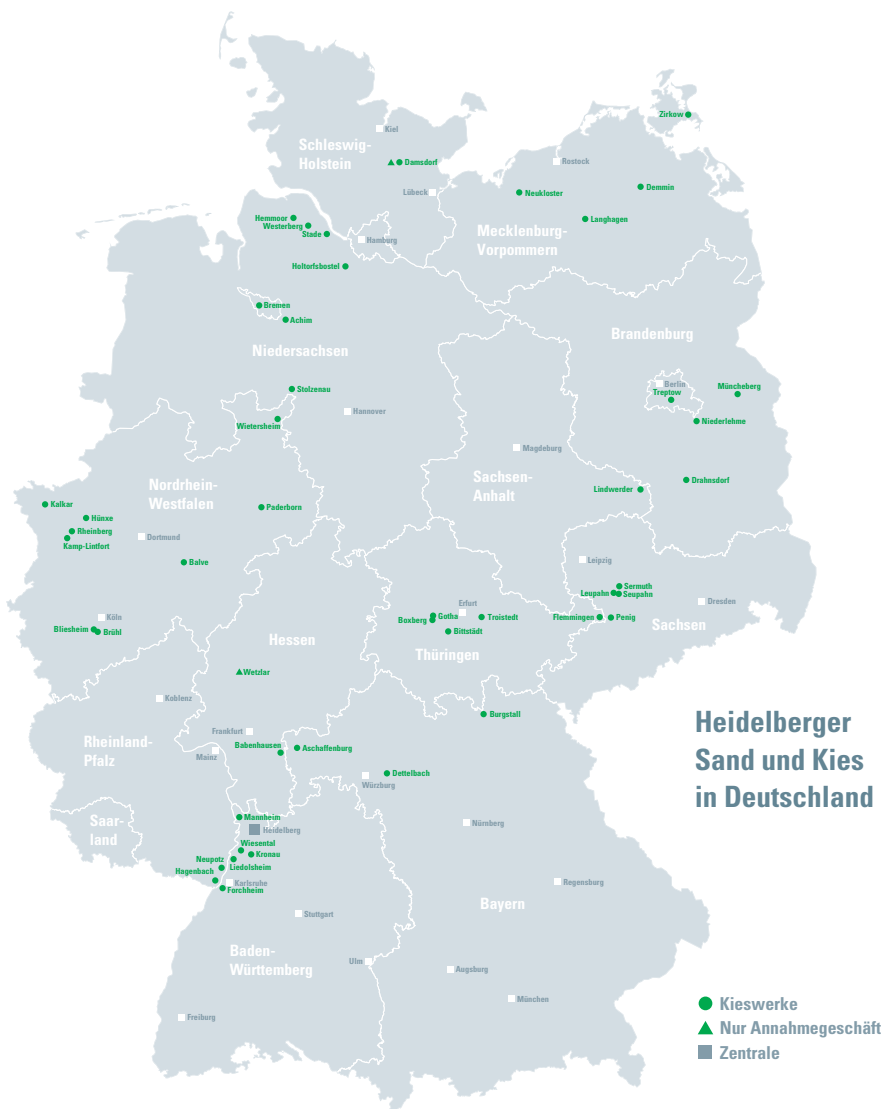 Kiel
Zirkow
Schleswig-
Holstein
Damsdorf
Rostock
Lübeck
Neukloster
Demmin
Langhagen
Mecklenburg-
Vorpommern
Hemmoor
Westerberg
Stade
Hamburg
Holtorfsbostel
Bremen
Achim
Niedersachsen
Brandenburg
Stolzenau
Hannover
Wietersheim
Berlin
Treptow
Müncheberg
Niederlehme
Magdeburg
Sachsen-
Anhalt
Lindwerder
Drahnsdorf
Nordrhein-
Westfalen
Kalkar
Hünxe
Rheinberg
Kamp-Lintfort
Paderborn
Dortmund
Balve
Köln
Bliesheim
Brühl
Leipzig
Sermuth
Leupahn
Seupahn
Dresden
Flemmingen
Penig
Sachsen
Erfurt
Gotha
Boxberg
Troistedt
Bittstädt
Thüringen
Hessen
Wetzlar
Koblenz
Rheinland-
Pfalz
Frankfurt
Mainz
Babenhausen
Aschaffenburg
Burgstall
Dettelbach
Würzburg
Heidelberger
Sand und Kies
in Deutschland
Saar-
land
Mannheim
Heidelberg
Wiesental
Kronau
Neupotz
Liedolsheim
Hagenbach
Karlsruhe
Forchheim
Nürnberg
Regensburg
Bayern
Stuttgart
Baden-
Württemberg
Ulm
Augsburg
München
Freiburg
Kieswerke
Nur Annahmegeschäft
Zentrale